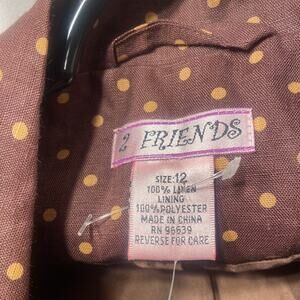 2 FRIENDS
SIZE: 12
100% LINEN
LINING
100% POLYESTER
MADE IN CHINA
RN 96639
REVERSE FOR CARE